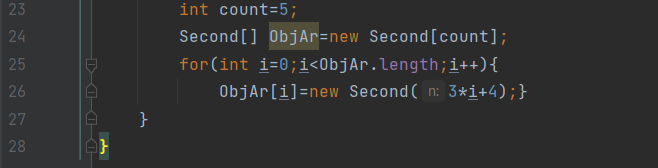 23 int count=5;
24 Second[] ObjAr=new Second[count];
25 for(int i=0;i<ObjAr.length;i++){
26 ObjAr[i]=new Second( n: 3*i+4);}
27 }
28 }